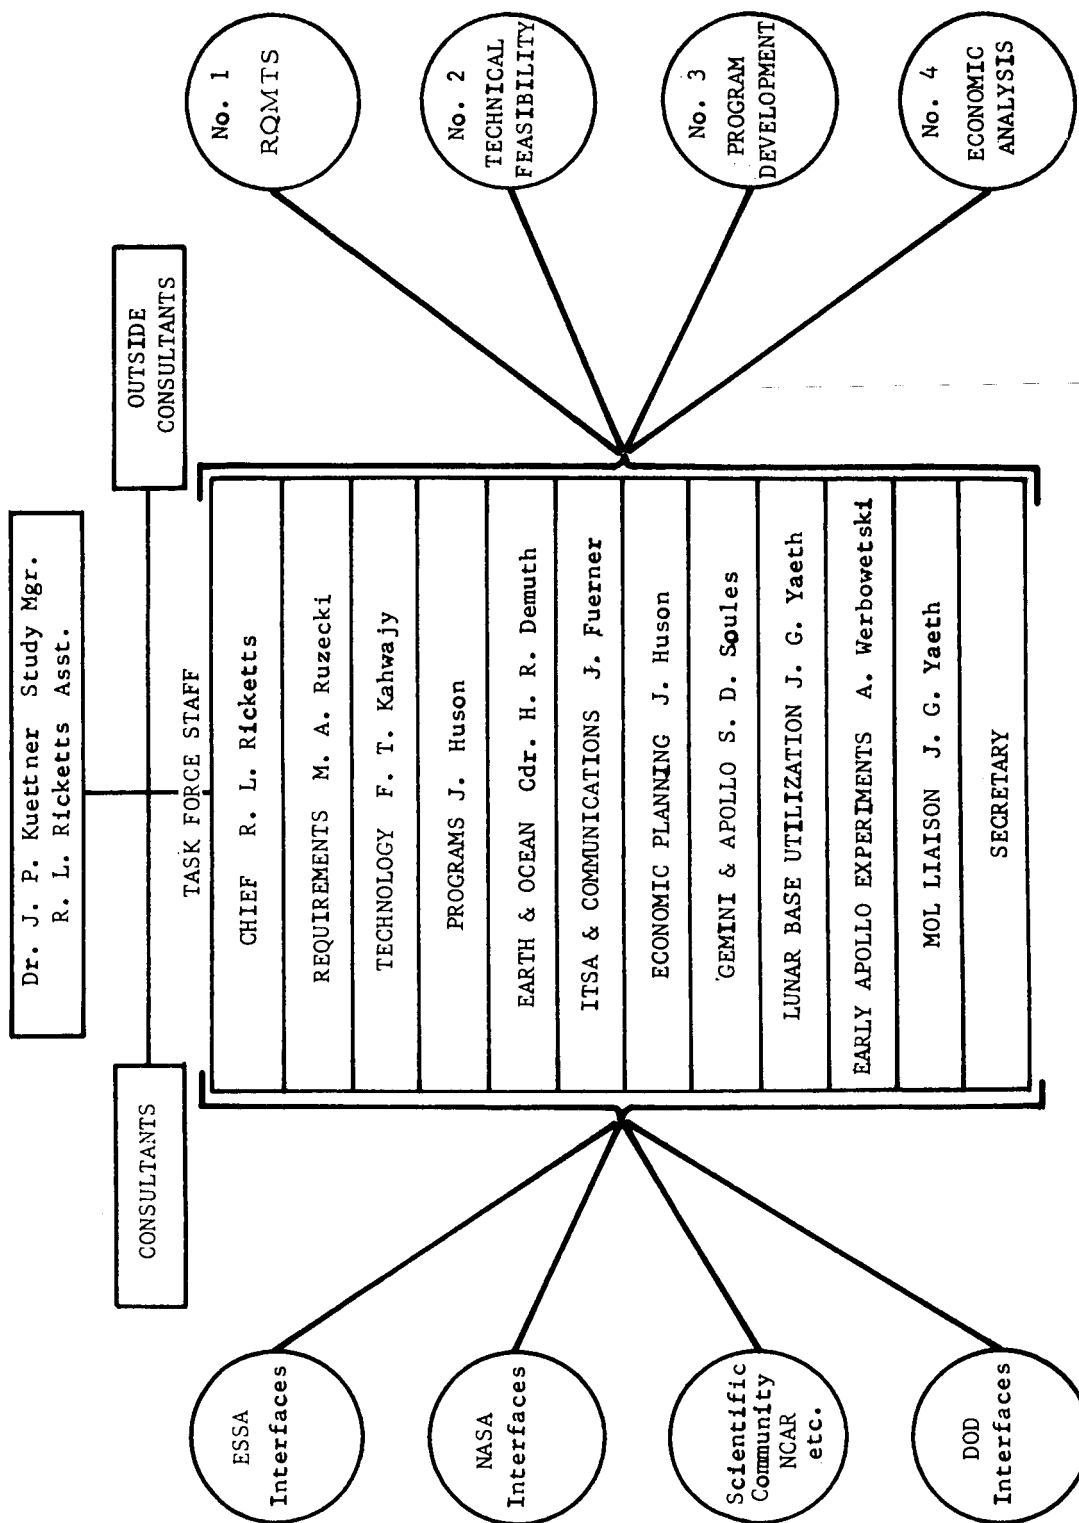 Dr. J. P. Kuettner Study Mgr.
R. L. Ricketts Asst.
CONSULTANTS
OUTSIDE
CONSULTANTS
TASK FORCE STAFF
CHIEF R. L. Ricketts
REQUIREMENTS M. A. Ruzecki
TECHNOLOGY F. T. Kahwajy
PROGRAMS J. Huson
EARTH & OCEAN Cdr. H. R. Demuth
ITSA & COMMUNICATIONS J. Fuerner
ECONOMIC PLANNING J. Huson
GEMINI & APOLLO S. D. Soules
LUNAR BASE UTILIZATION J. G. Yaeth
EARLY APOLLO EXPERIMENTS A. Werbowetski
MOL LIAISON J. G. Yaeth
SECRETARY
ESSA
Interfaces
NASA
Interfaces
Scientific
Community
NCAR
etc.
DOD
Interfaces
No. 1
RQMTS
No. 2
TECHNICAL
FEASIBILITY
No. 3
PROGRAM
DEVELOPMENT
No. 4
ECONOMIC
ANALYSIS